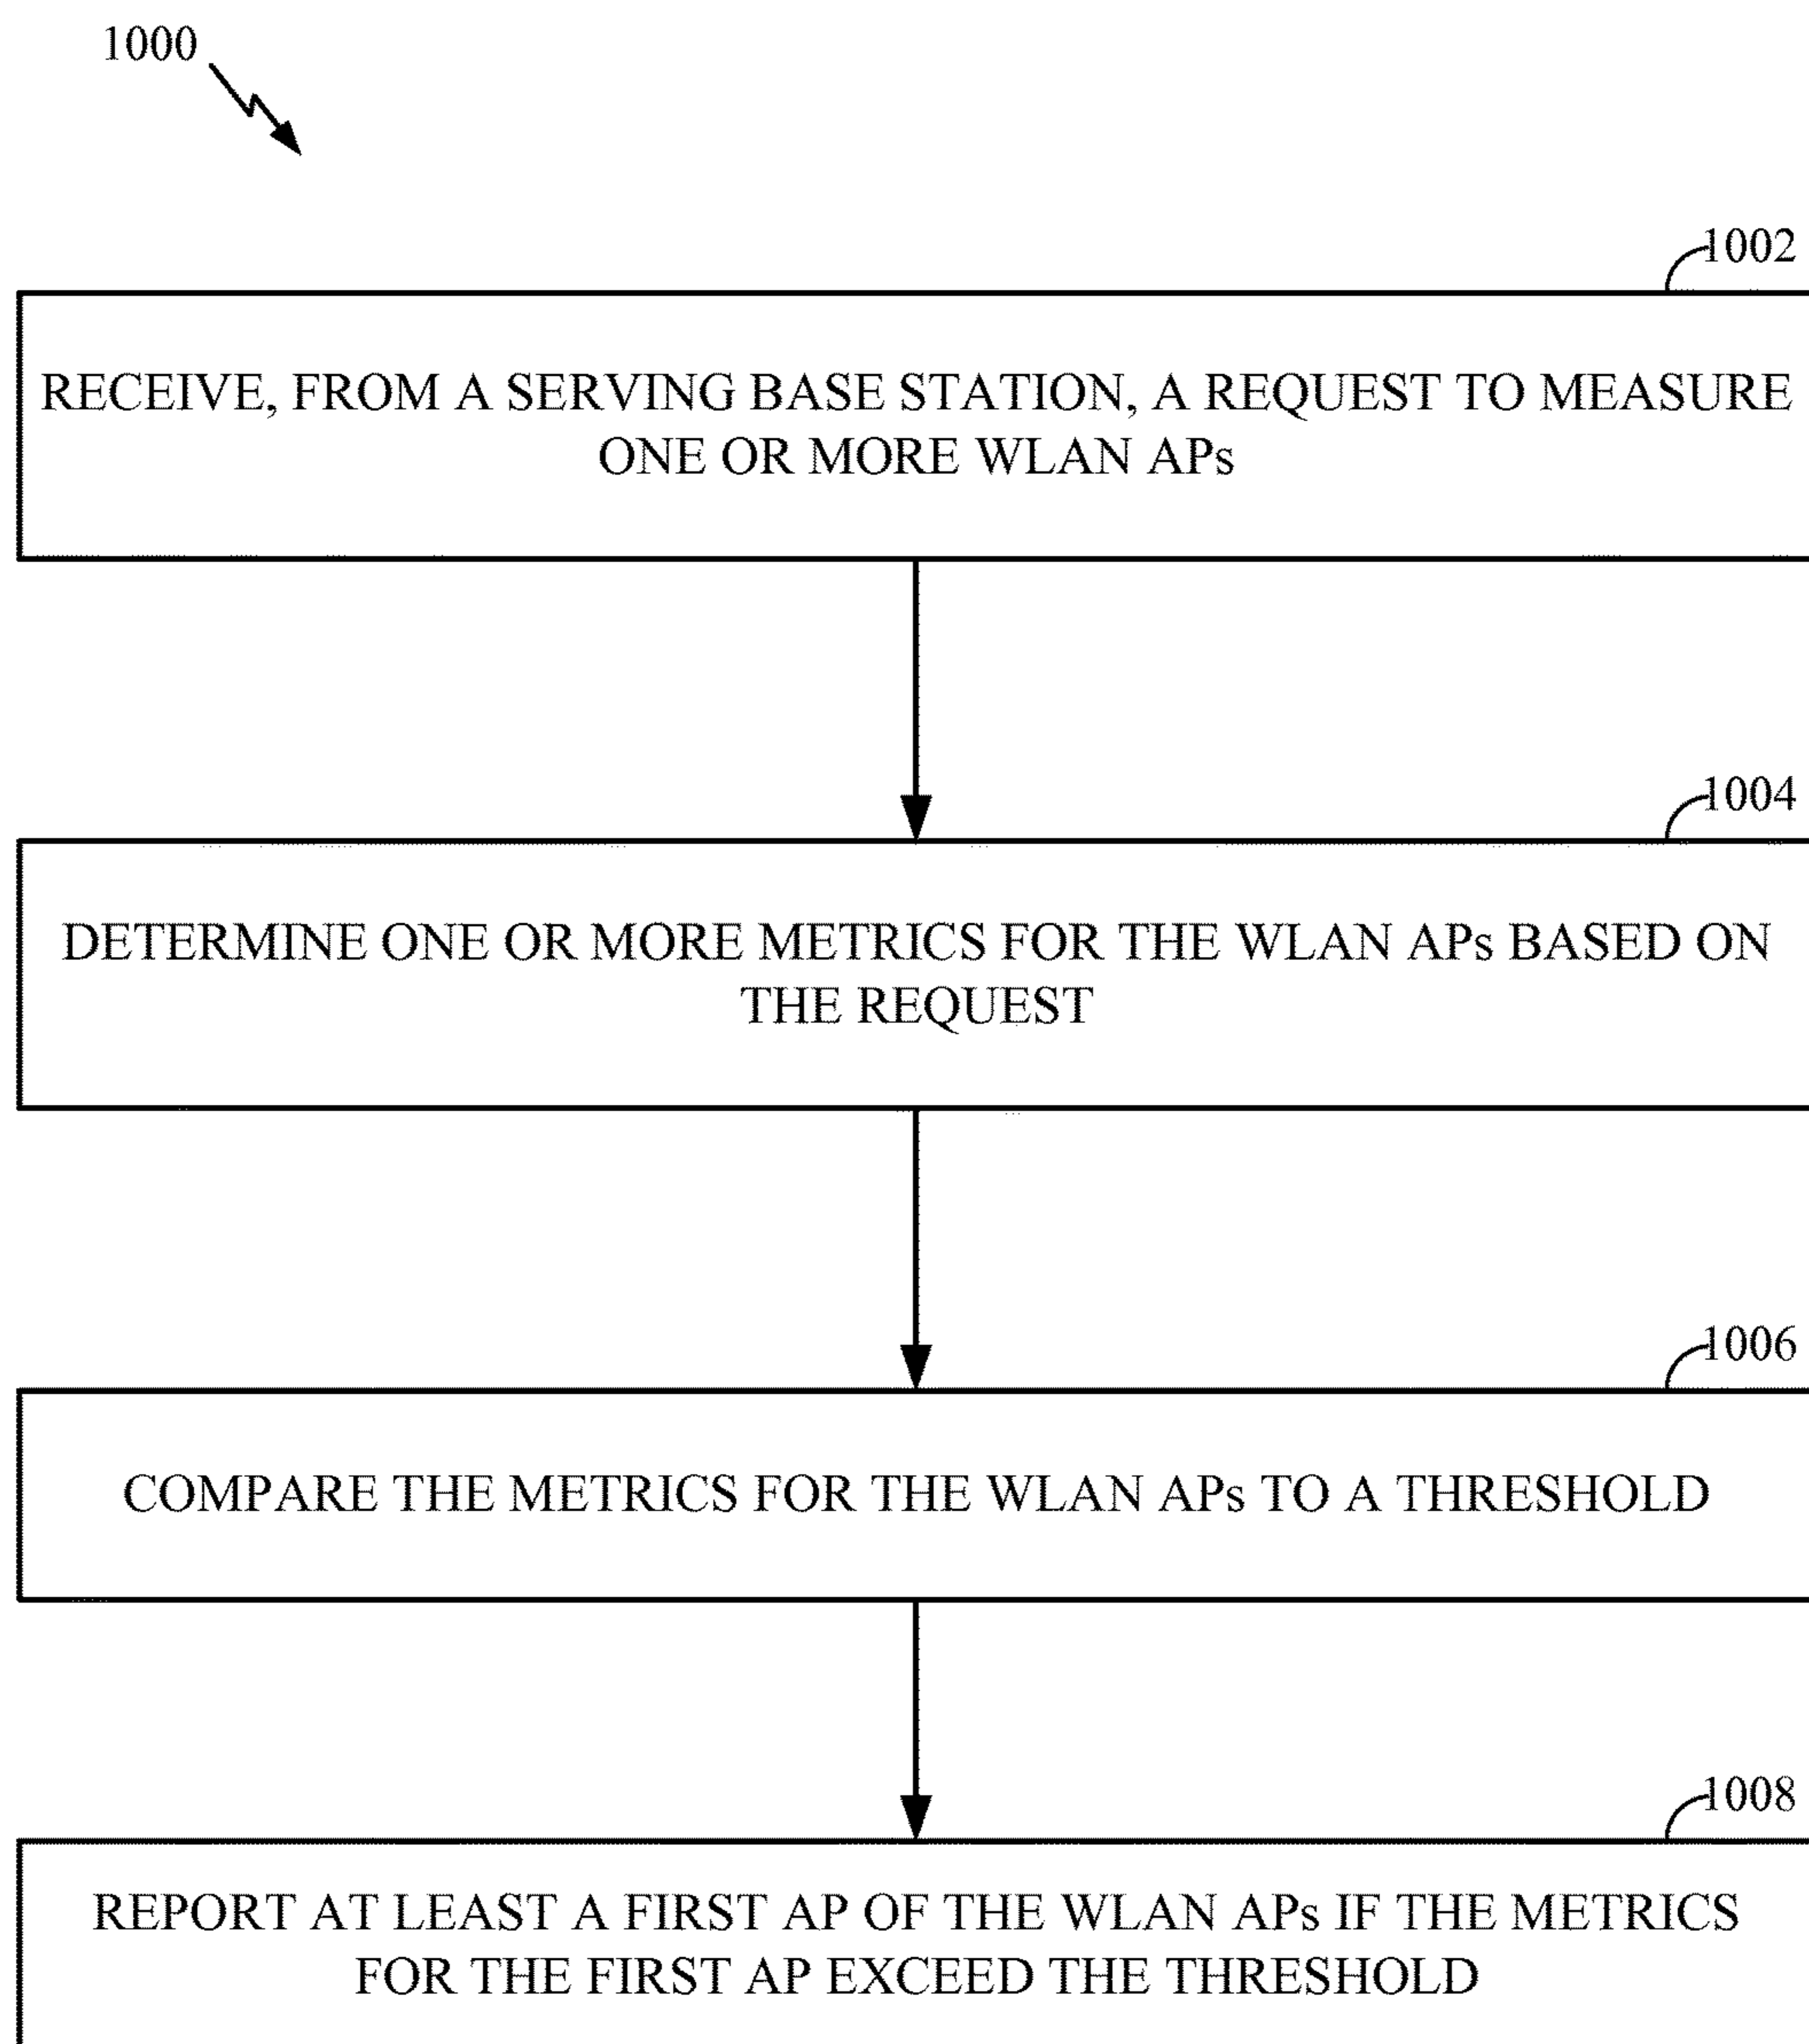 1000
1002
RECEIVE, FROM A SERVING BASE STATION, A REQUEST TO MEASURE
ONE OR MORE WLAN APs
1004
DETERMINE ONE OR MORE METRICS FOR THE WLAN APs BASED ON
THE REQUEST
1006
COMPARE THE METRICS FOR THE WLAN APs TO A THRESHOLD
1008
REPORT AT LEAST A FIRST AP OF THE WLAN APs IF THE METRICS
FOR THE FIRST AP EXCEED THE THRESHOLD